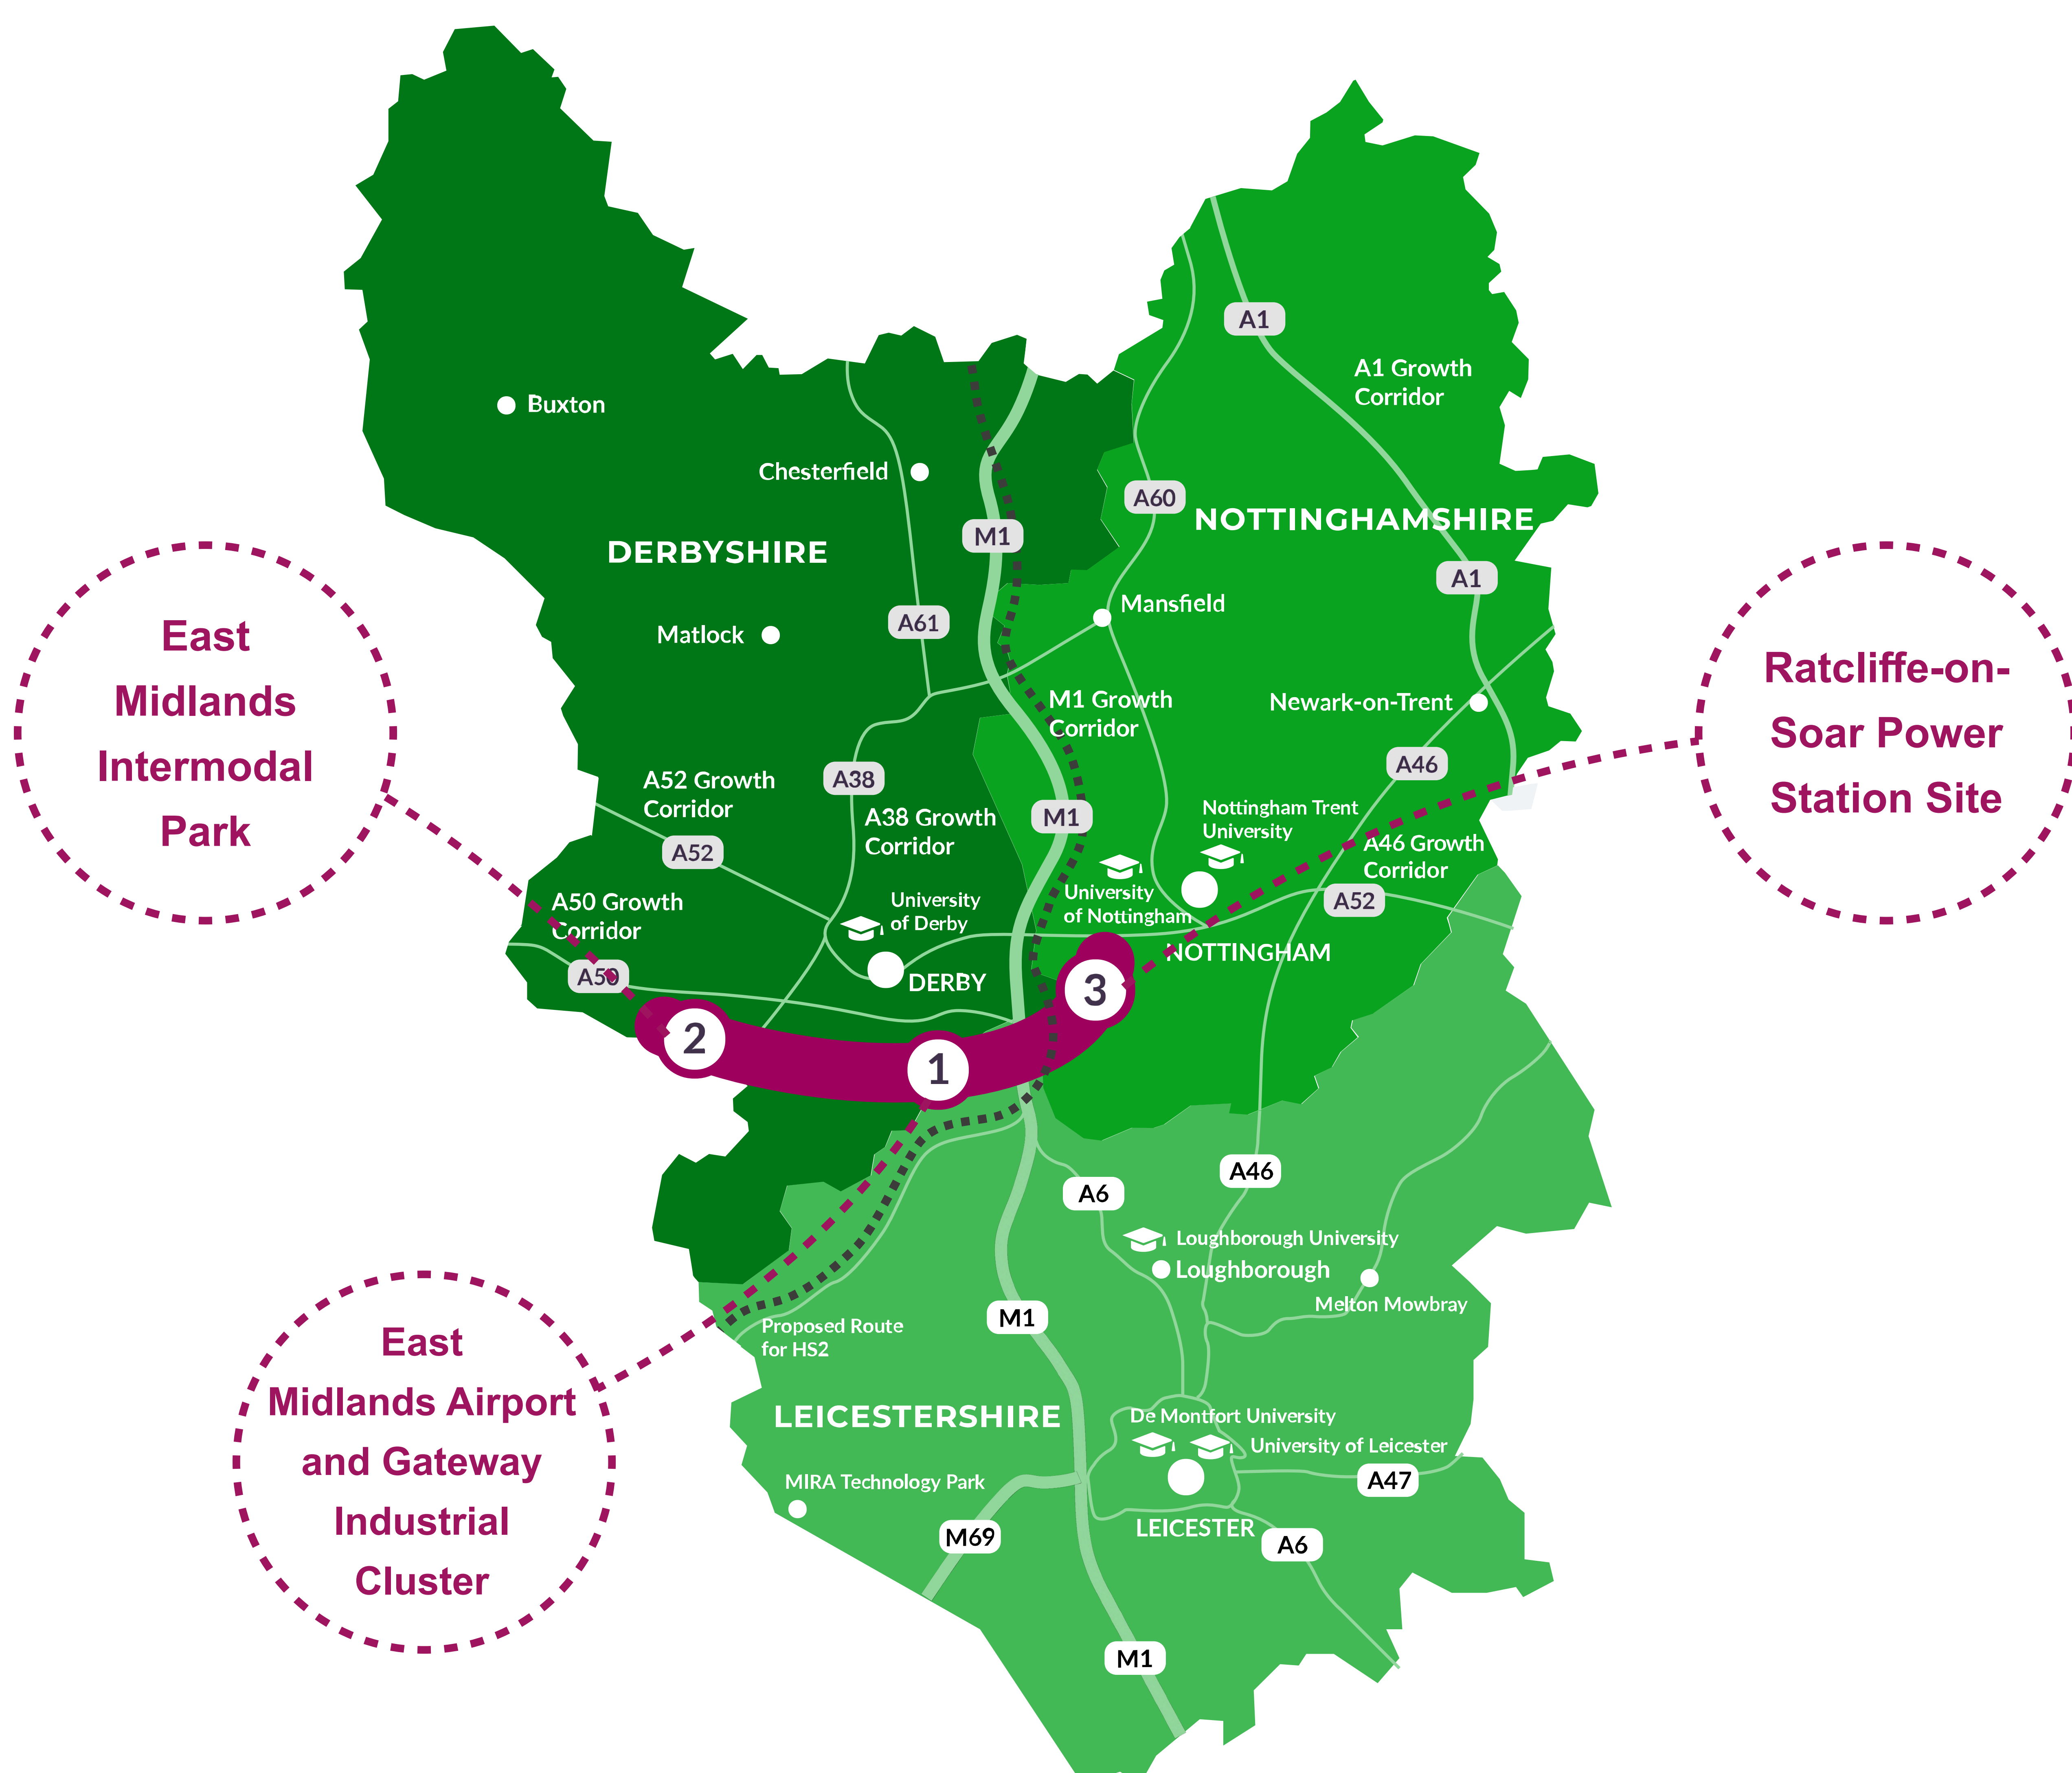 A1
A1 Growth
Corridor
Buxton
Chesterfield
A60
NOTTINGHAMSHIRE
M1
DERBYSHIRE
A1
Mansfield
A61
Matlock
East
Midlands
Intermodal
Park
Ratcliffe-on-
Soar Power
Station Site
M1 Growth
Corridor
Newark-on-Trent
A46
A52 Growth
Corridor
A38
A38 Growth
Corridor
M1
Nottingham Trent
University
A52
A46 Growth
Corridor
University
of Nottingham
A52
A50 Growth
Corridor
University
of Derby
NOTTINGHAM
A50
DERBY
3
2
1
A46
A6
Loughborough University
Loughborough
Melton Mowbray
M1
Proposed Route
for HS2
East
Midlands Airport
and Gateway
Industrial
Cluster
LEICESTERSHIRE
De Montfort University
University of Leicester
MIRA Technology Park
A47
M69
LEICESTER
A6
M1